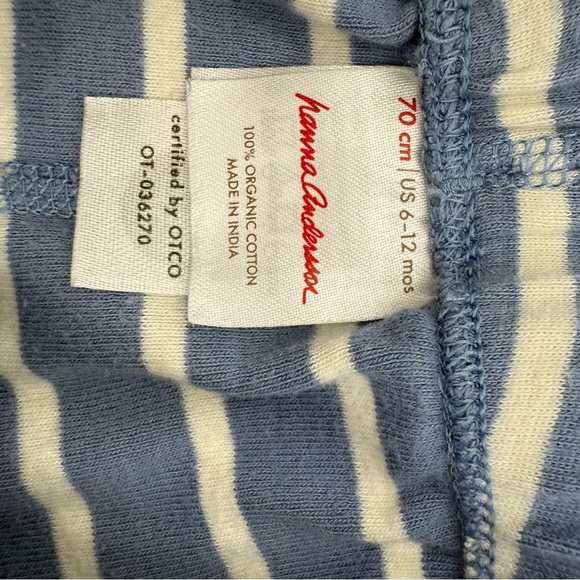 70 cm / US 6-12 mos
hanna andersson
100% ORGANIC COTTON
MADE IN INDIA
certified by OTCO
OT-036270